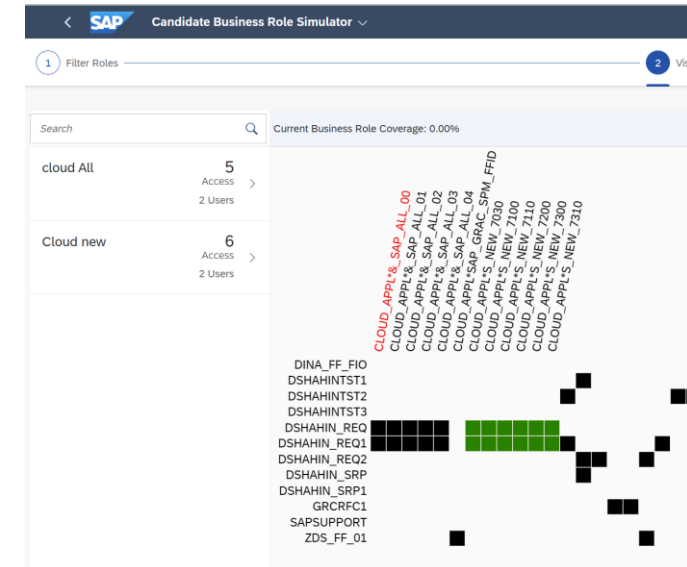 SAP Candidate Business Role Simulator
1 Filter Roles
2 Vis
Search
Current Business Role Coverage: 0.00%
cloud All
5
Access
2 Users
Cloud new
6
Access
2 Users
CLOUD_APPL*&_SAP_ALL_00
CLOUD_APPL*&_SAP_ALL_01
CLOUD_APPL*&_SAP_ALL_02
CLOUD_APPL*&_SAP_ALL_03
CLOUD_APPL*&_SAP_ALL_04
CLOUD_APPL*SAP_GRAC_SPM_FFID
CLOUD_APPL*S_NEW_7030
CLOUD_APPL*S_NEW_7100
CLOUD_APPL*S_NEW_7110
CLOUD_APPL*S_NEW_7200
CLOUD_APPL*S_NEW_7300
CLOUD_APPL*S_NEW_7310
DINA_FF_FIO
DSHAHINTST1
DSHAHINTST2
DSHAHINTST3
DSHAHIN_REQ
DSHAHIN_REQ1
DSHAHIN_REQ2
DSHAHIN_SRP
DSHAHIN_SRP1
GRCRFC1
SAPSUPPORT
ZDS_FF_01